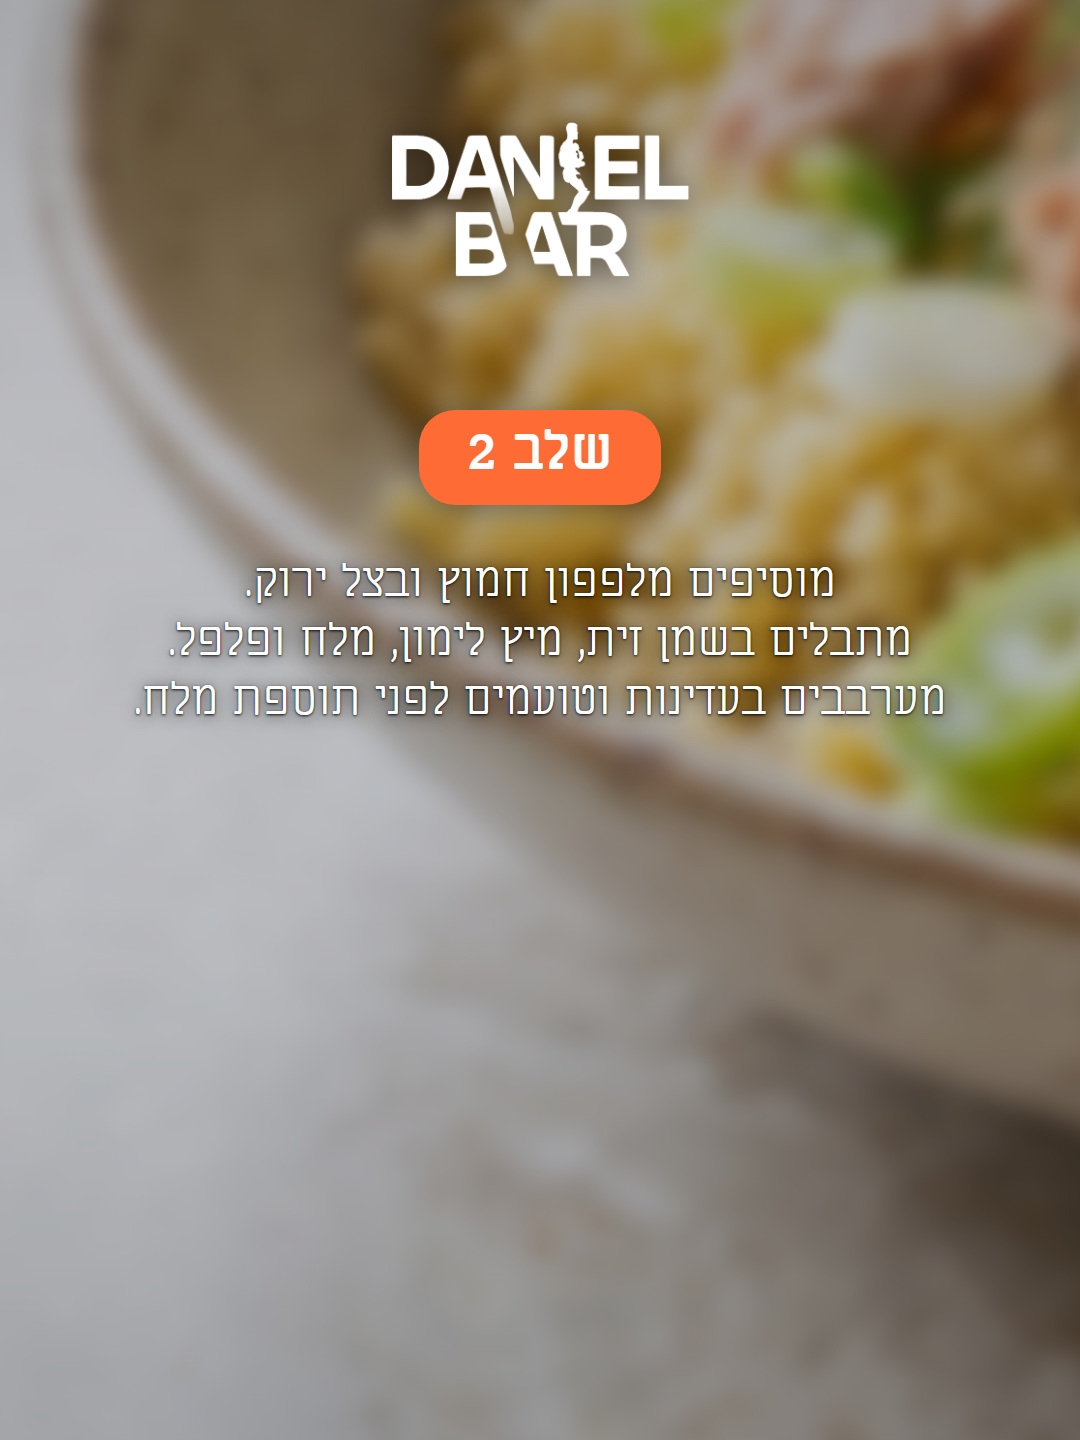 DANIEL
BAR
שלב 2
מוסיפים מלפפון חמוץ ובצל ירוק.
מתבלים בשמן זית, מיץ לימון, מלח ופלפל.
מערבבים בעדינות וטועמים לפני תוספת מלח.